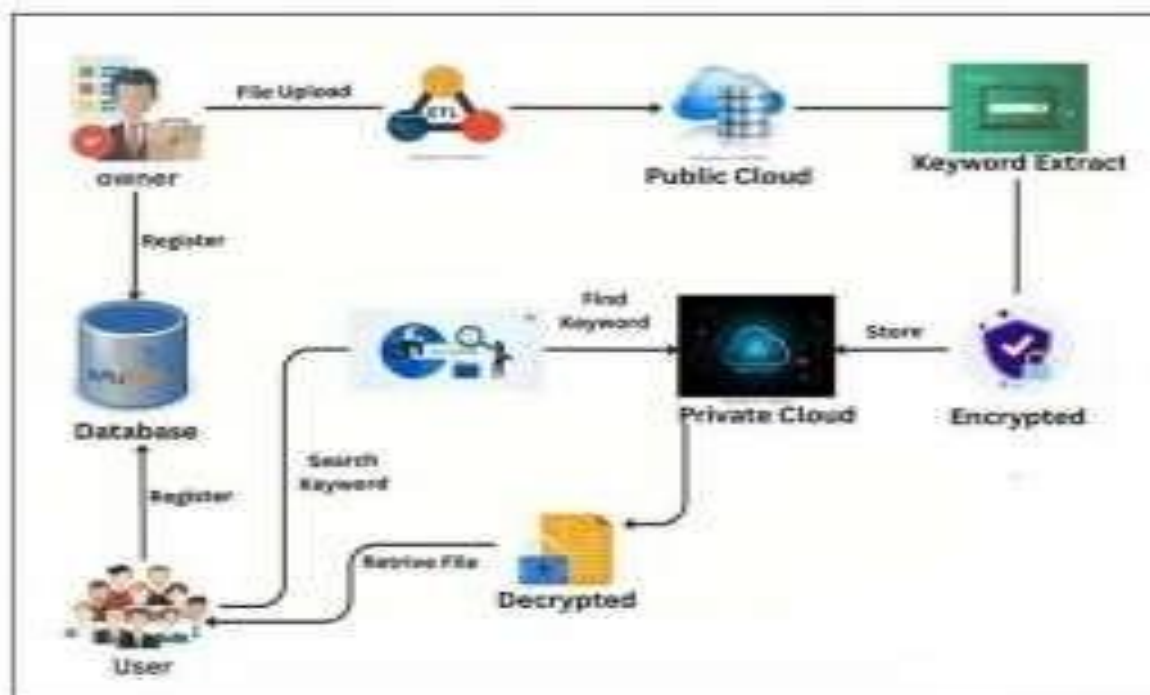 File Upload
ETL
owner
Public Cloud
Keyword Extract
Register
Find
Keyword
Store
Database
Private Cloud
Encrypted
Search
Keyword
Register
Retrive File
Decrypted
User